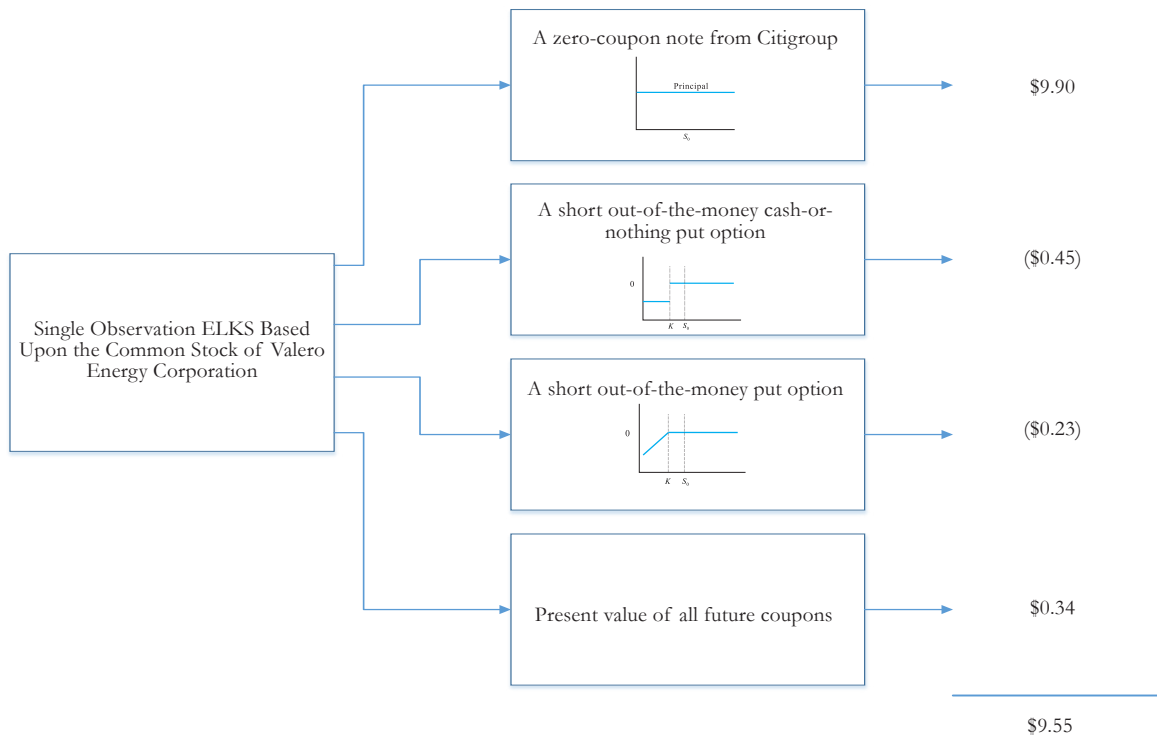 A zero-coupon note from Citigroup
Principal
S₀
$9.90
A short out-of-the-money cash-or-
nothing put option
0
K S₀
($0.45)
Single Observation ELKS Based
Upon the Common Stock of Valero
Energy Corporation
A short out-of-the-money put option
0
K S₀
($0.23)
Present value of all future coupons
$0.34
$9.55